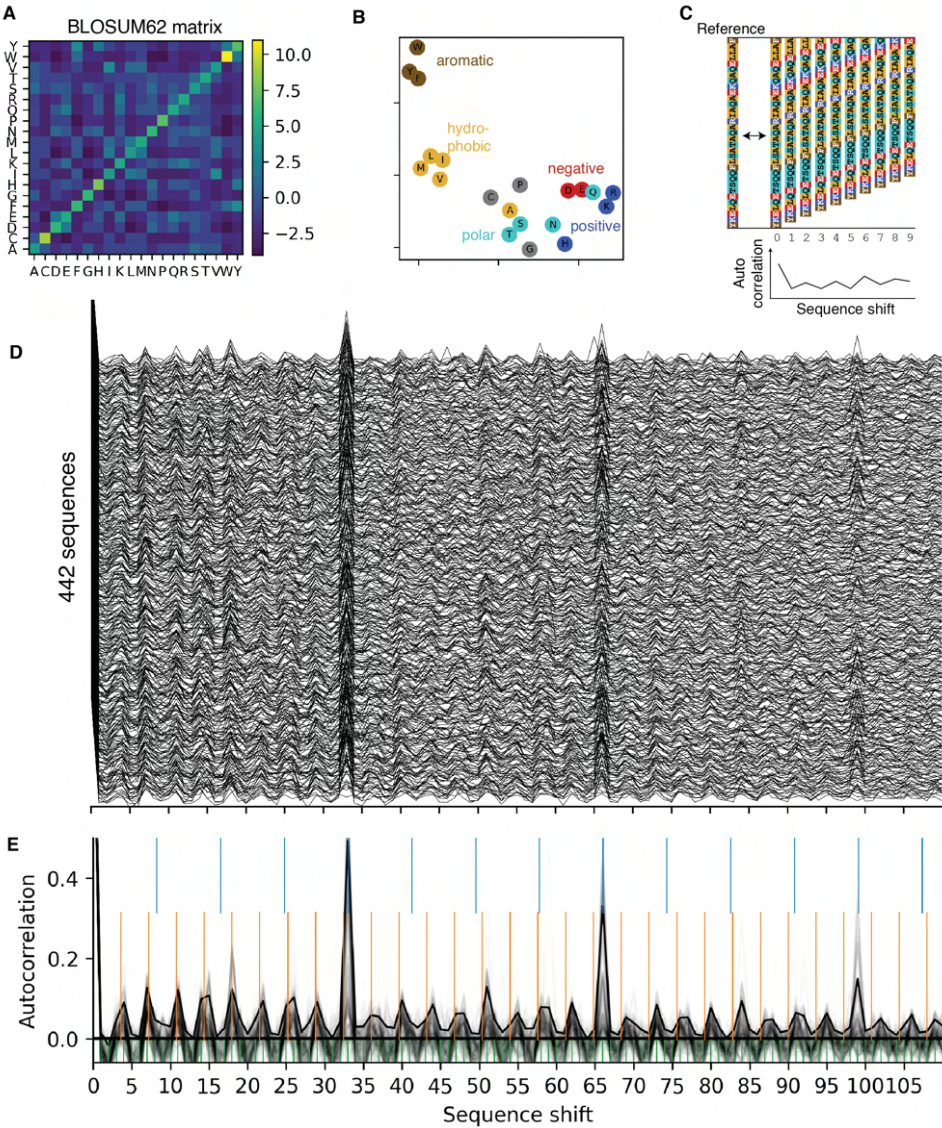 A
BLOSUM62 matrix
Y
W
V
T
S
R
Q
P
N
M
L
K
I
H
G
F
E
D
C
A
A C D E F G H I K L M N P Q R S T V W Y
10.0
7.5
5.0
2.5
0.0
−2.5
B
W
aromatic
Y
F
hydro-
phobic
L
I
M
V
negative
P
D E Q R
C
K
A
S
N
positive
polar
T
H
G
C
Reference
0 1 2 3 4 5 6 7 8 9
Auto
correlation
Sequence shift
D
442 sequences
E
Autocorrelation
0.4
0.2
0.0
0 5 10 15 20 25 30 35 40 45 50 55 60 65 70 75 80 85 90 95 100 105
Sequence shift